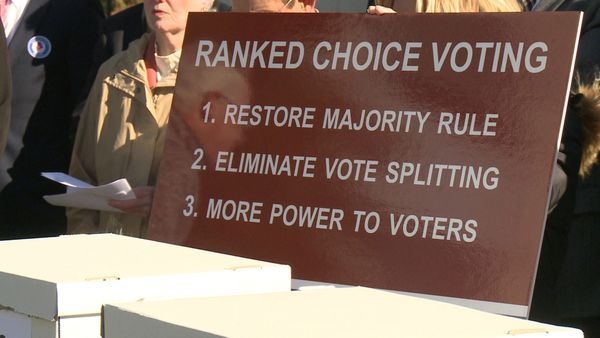 RANKED CHOICE VOTING
1. RESTORE MAJORITY RULE
2. ELIMINATE VOTE SPLITTING
3. MORE POWER TO VOTERS